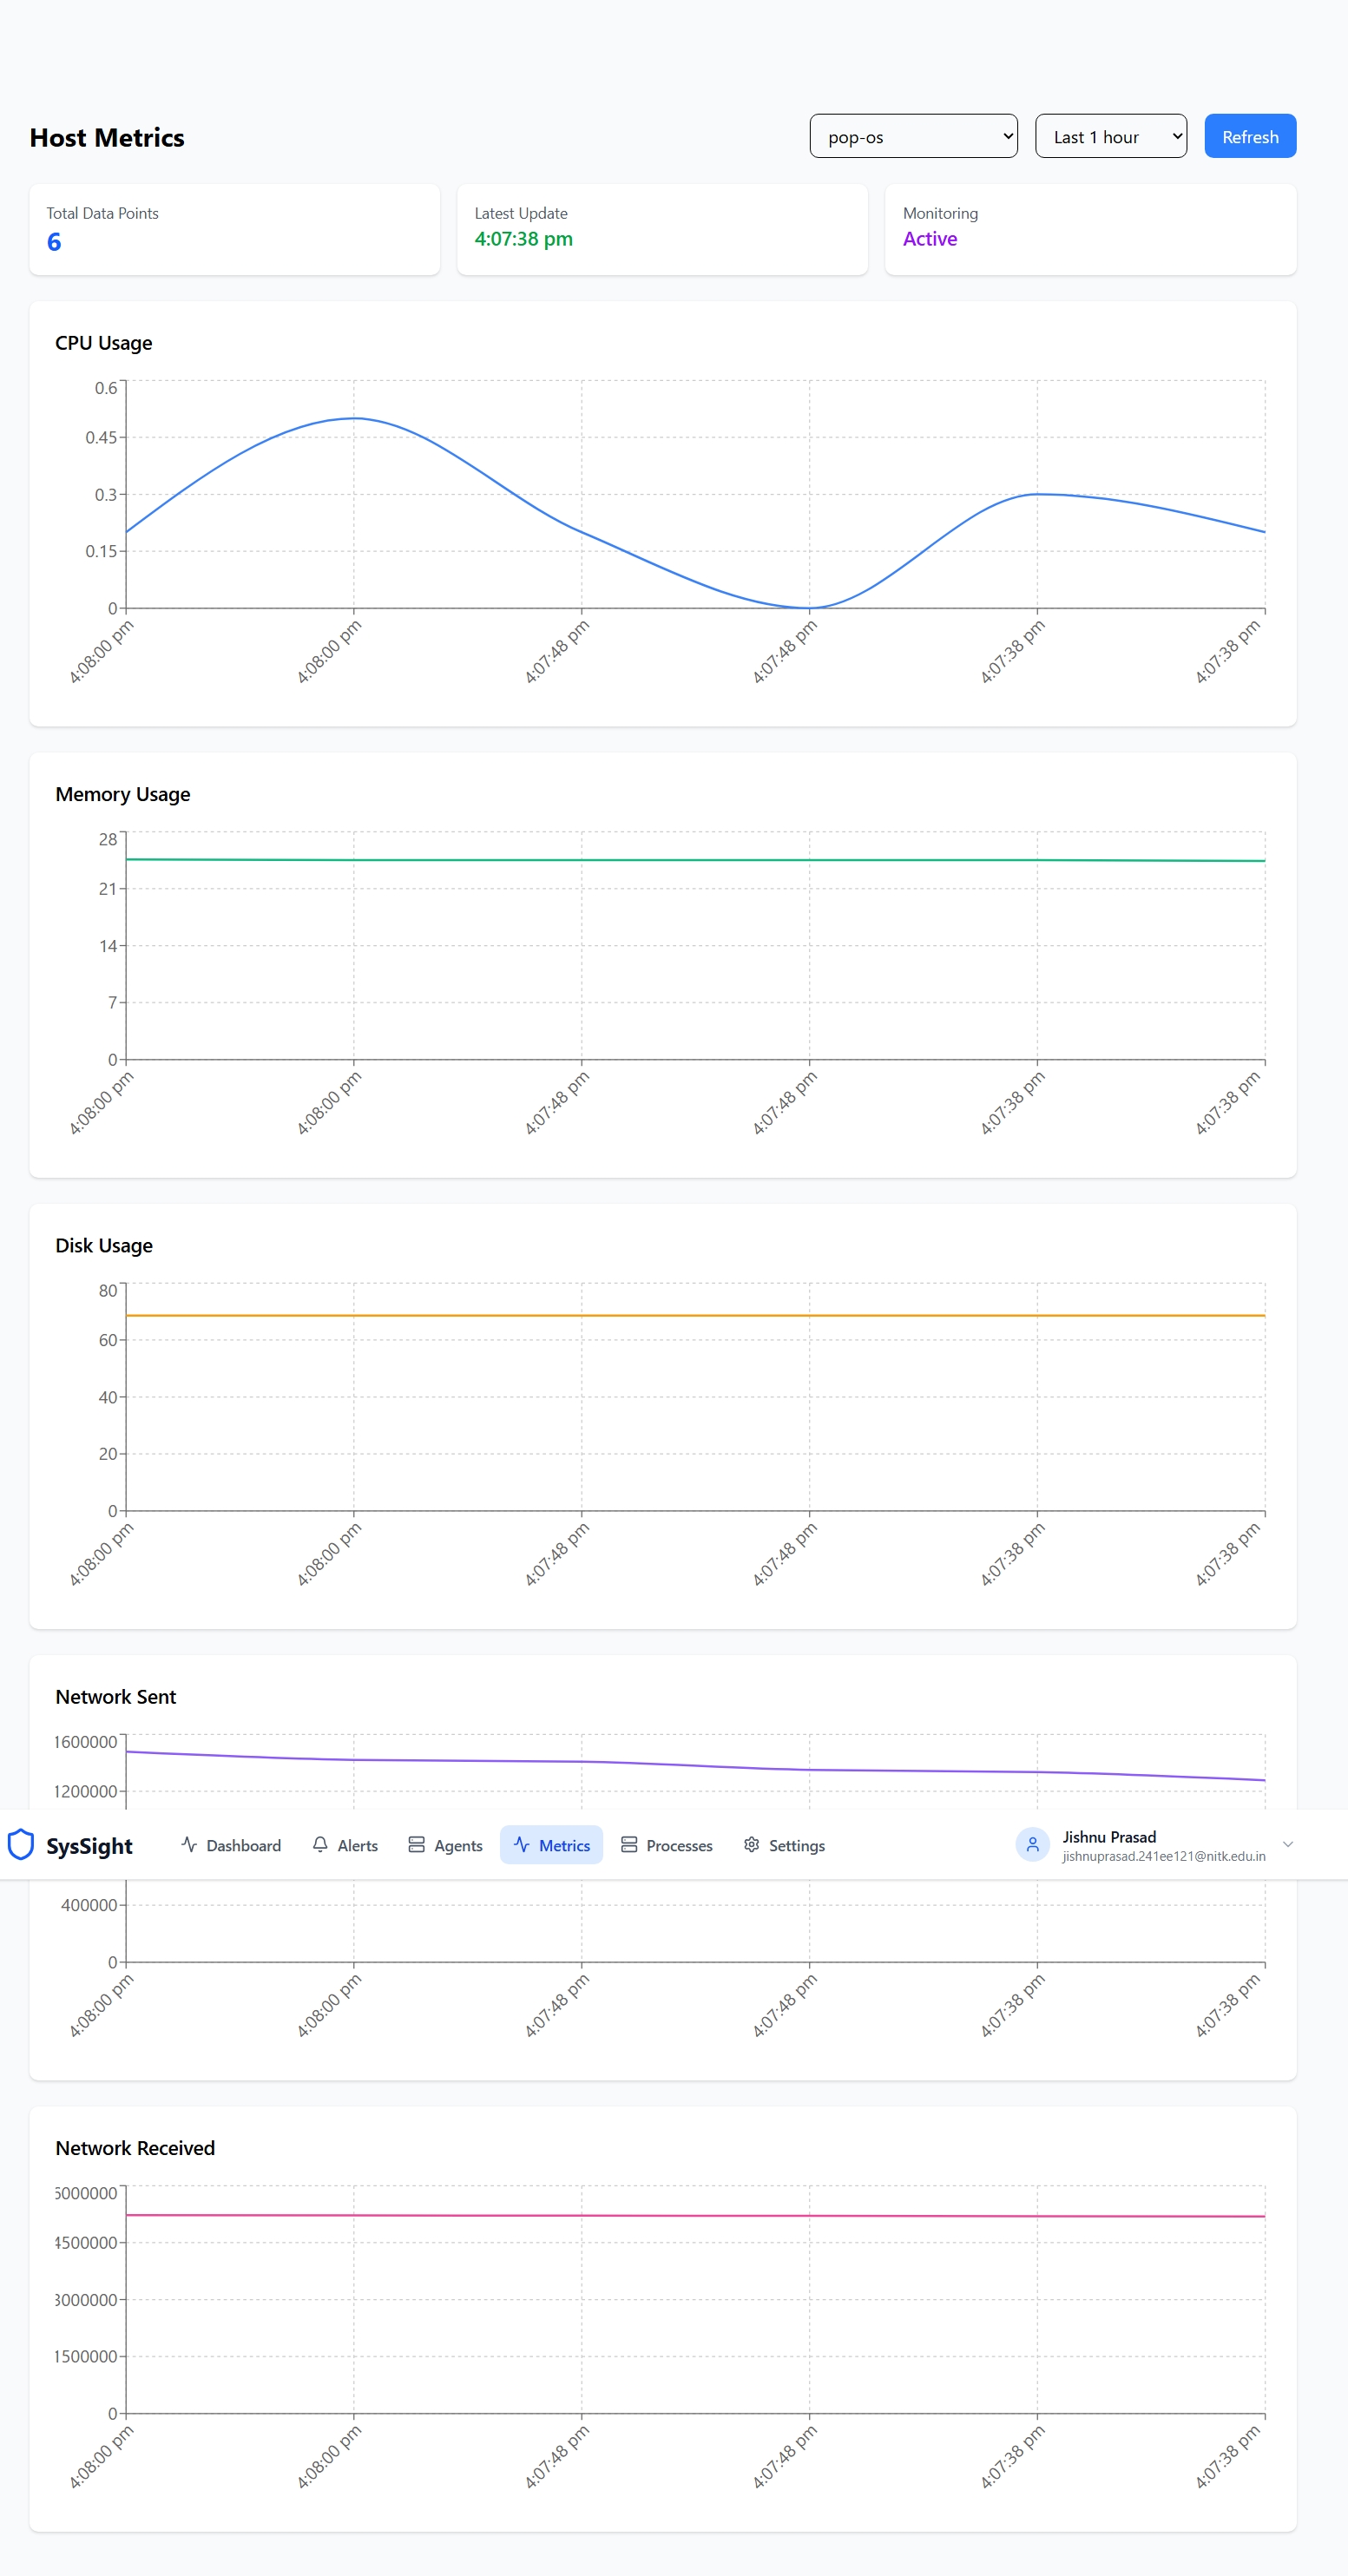 Host Metrics
pop-os
Last 1 hour
Refresh
Total Data Points
6
Latest Update
4:07:38 pm
Monitoring
Active
CPU Usage
0.6
0.45
0.3
0.15
0
4:08:00 pm 4:08:00 pm 4:07:48 pm 4:07:48 pm 4:07:38 pm 4:07:38 pm
Memory Usage
28
21
14
7
0
4:08:00 pm 4:08:00 pm 4:07:48 pm 4:07:48 pm 4:07:38 pm 4:07:38 pm
Disk Usage
80
60
40
20
0
4:08:00 pm 4:08:00 pm 4:07:48 pm 4:07:48 pm 4:07:38 pm 4:07:38 pm
Network Sent
1600000
1200000
SysSight Dashboard Alerts Agents Metrics Processes Settings
Jishnu Prasad
jishnuprasad.241ee121@nitk.edu.in
400000
0
4:08:00 pm 4:08:00 pm 4:07:48 pm 4:07:48 pm 4:07:38 pm 4:07:38 pm
Network Received
6000000
4500000
3000000
1500000
0
4:08:00 pm 4:08:00 pm 4:07:48 pm 4:07:48 pm 4:07:38 pm 4:07:38 pm